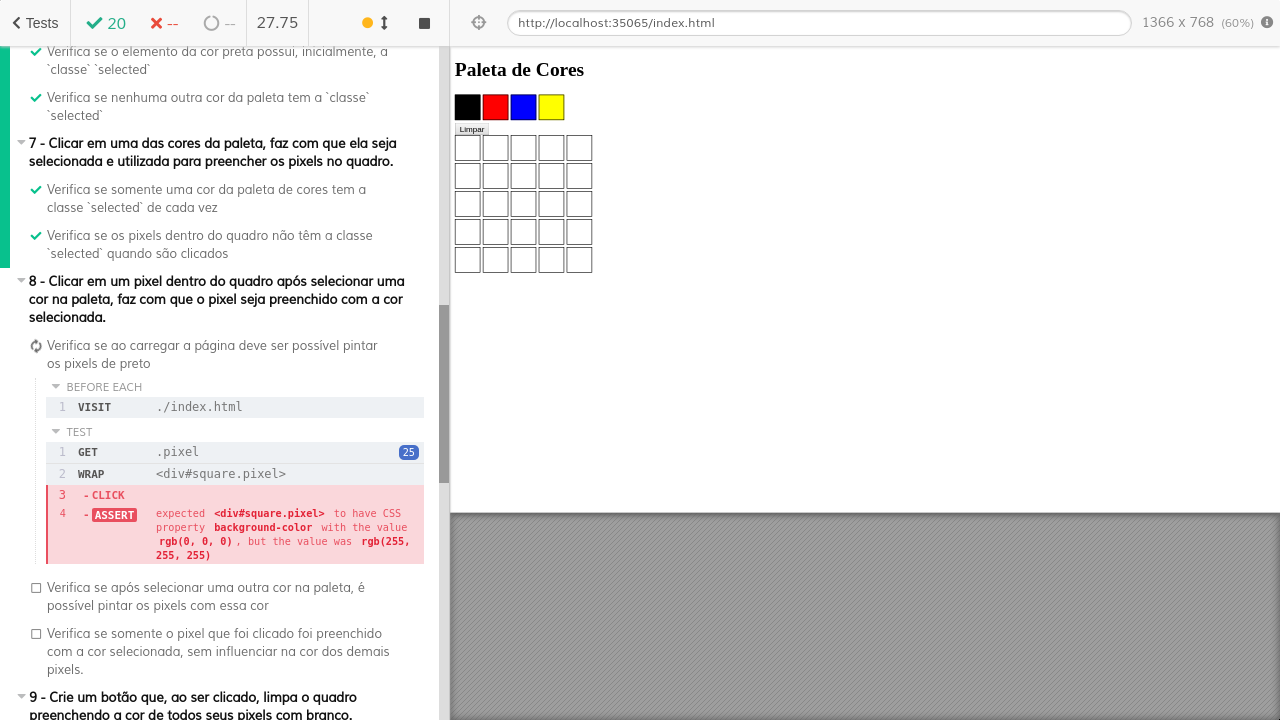 Tests
20
--
--
27.75
http://localhost:35065/index.html
1366 x 768 (60%)
Verifica se o elemento da cor preta possui, inicialmente, a
`classe` `selected`
Verifica se nenhuma outra cor da paleta tem a `classe`
`selected`
7 - Clicar em uma das cores da paleta, faz com que ela seja
selecionada e utilizada para preencher os pixels no quadro.
Verifica se somente uma cor da paleta de cores tem a
classe `selected` de cada vez
Verifica se os pixels dentro do quadro não têm a classe
`selected` quando são clicados
8 - Clicar em um pixel dentro do quadro após selecionar uma
cor na paleta, faz com que o pixel seja preenchido com a cor
selecionada.
Verifica se ao carregar a página deve ser possível pintar
os pixels de preto
BEFORE EACH
1 VISIT ./index.html
TEST
1 GET .pixel 25
2 WRAP <div#square.pixel>
3 -CLICK
4 -ASSERT expected <div#square.pixel> to have CSS
property background-color with the value
rgb(0, 0, 0), but the value was rgb(255,
255, 255)
Verifica se após selecionar uma outra cor na paleta, é
possível pintar os pixels com essa cor
Verifica se somente o pixel que foi clicado foi preenchido
com a cor selecionada, sem influenciar na cor dos demais
pixels.
9 - Crie um botão que, ao ser clicado, limpa o quadro
preenchendo a cor de todos seus pixels com branco.
Paleta de Cores
Limpar